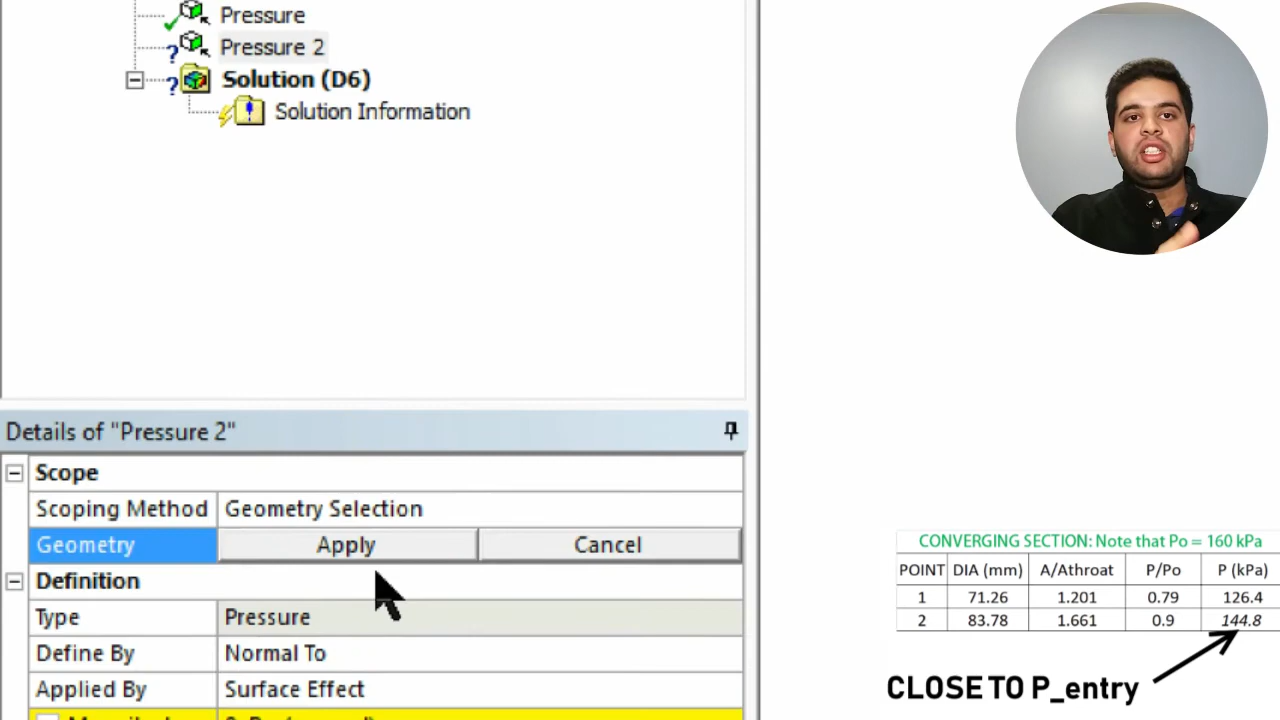 Pressure
Pressure 2
Solution (D6)
Solution Information
Details of "Pressure 2"
Scope
Scoping Method Geometry Selection
Geometry Apply Cancel
Definition
Type Pressure
Define By Normal To
Applied By Surface Effect
CONVERGING SECTION: Note that Po = 160 kPa
POINT DIA (mm) A/Athroat P/Po P (kPa)
1 71.26 1.201 0.79 126.4
2 83.78 1.661 0.9 144.8
CLOSE TO P_entry